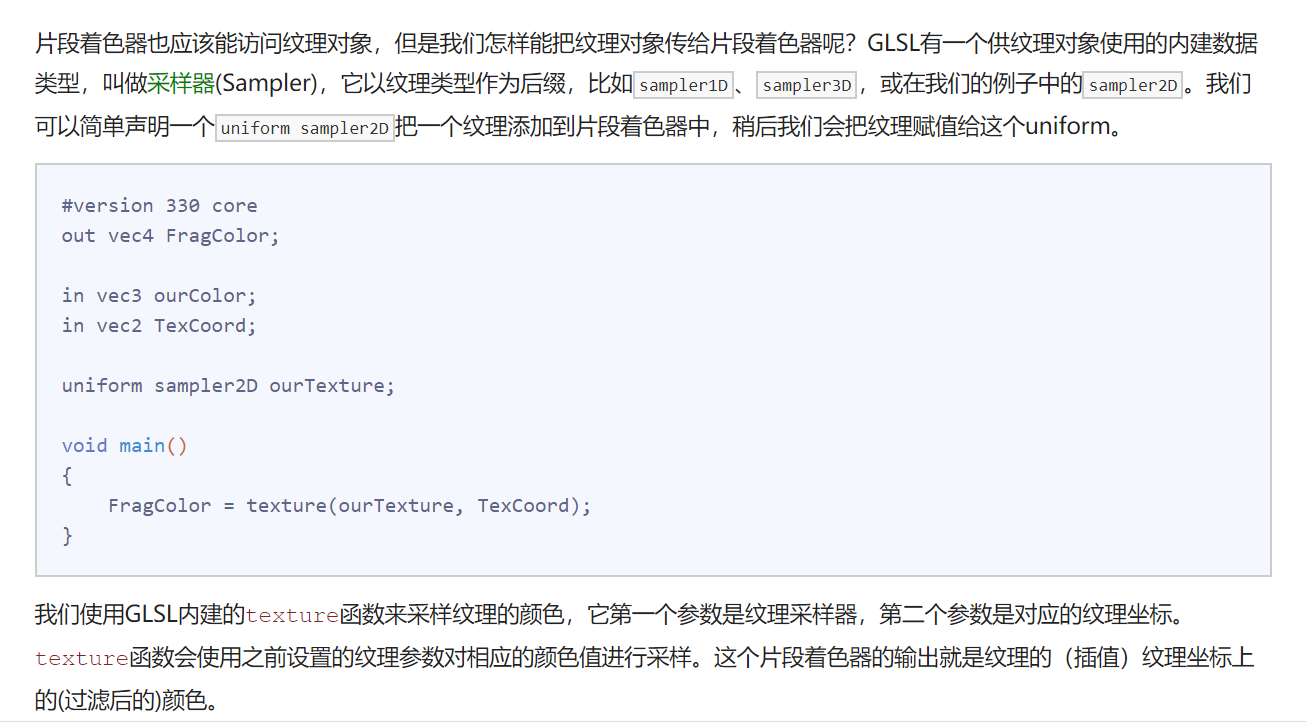 片段着色器也应该能访问纹理对象，但是我们怎样能把纹理对象传给片段着色器呢？GLSL有一个供纹理对象使用的内建数据
类型，叫做采样器(Sampler)，它以纹理类型作为后缀，比如sampler1D、sampler3D，或在我们的例子中的sampler2D。我们
可以简单声明一个uniform sampler2D把一个纹理添加到片段着色器中，稍后我们会把纹理赋值给这个uniform。
#version 330 core
out vec4 FragColor;
in vec3 ourColor;
in vec2 TexCoord;
uniform sampler2D ourTexture;
void main()
{
    FragColor = texture(ourTexture, TexCoord);
}
我们使用GLSL内建的texture函数来采样纹理的颜色，它第一个参数是纹理采样器，第二个参数是对应的纹理坐标。
texture函数会使用之前设置的纹理参数对相应的颜色值进行采样。这个片段着色器的输出就是纹理的（插值）纹理坐标上
的(过滤后的)颜色。